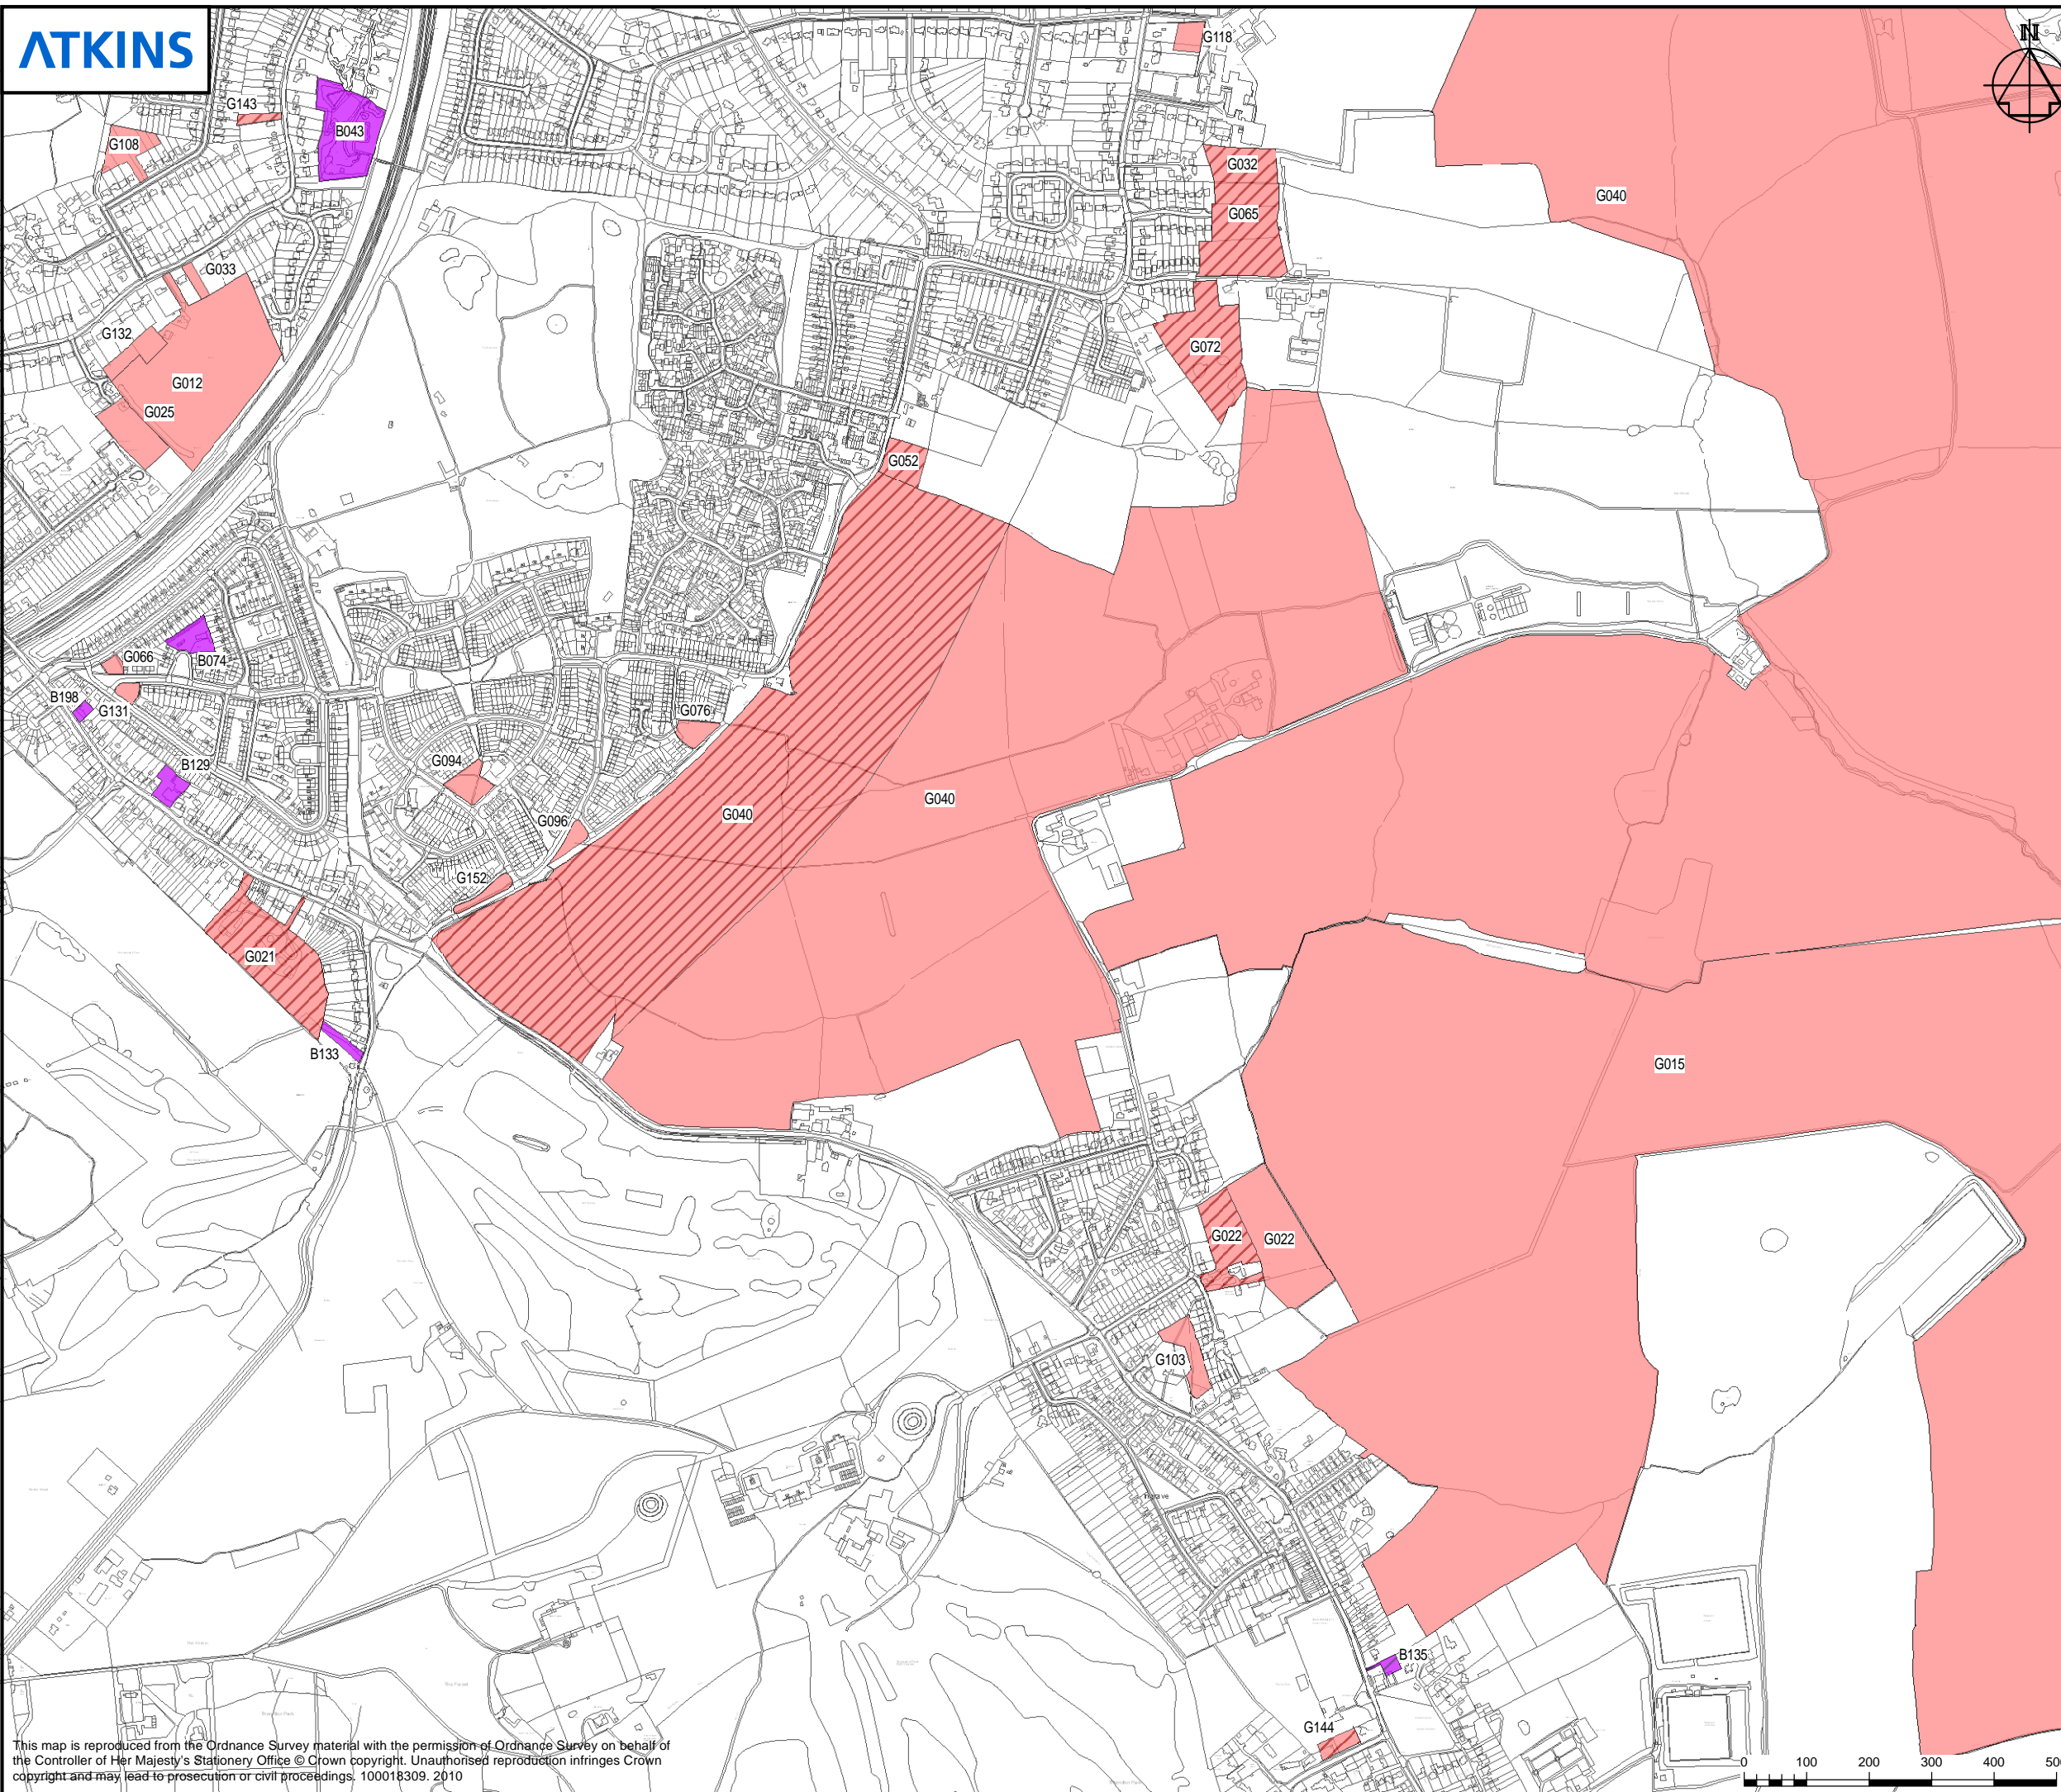 ATKINS
N
G118
G143
B043
G108
G032
G040
G065
G033
G132
G072
G012
G025
G052
G066
B074
B198
G131
G076
B129
G094
G040
G040
G096
G152
G021
B133
G015
G022
G022
G103
B135
G144
This map is reproduced from the Ordnance Survey material with the permission of Ordnance Survey on behalf of
the Controller of Her Majesty's Stationery Office © Crown copyright. Unauthorised reproduction infringes Crown
copyright and may lead to prosecution or civil proceedings. 100018309. 2010
0 100 200 300 400